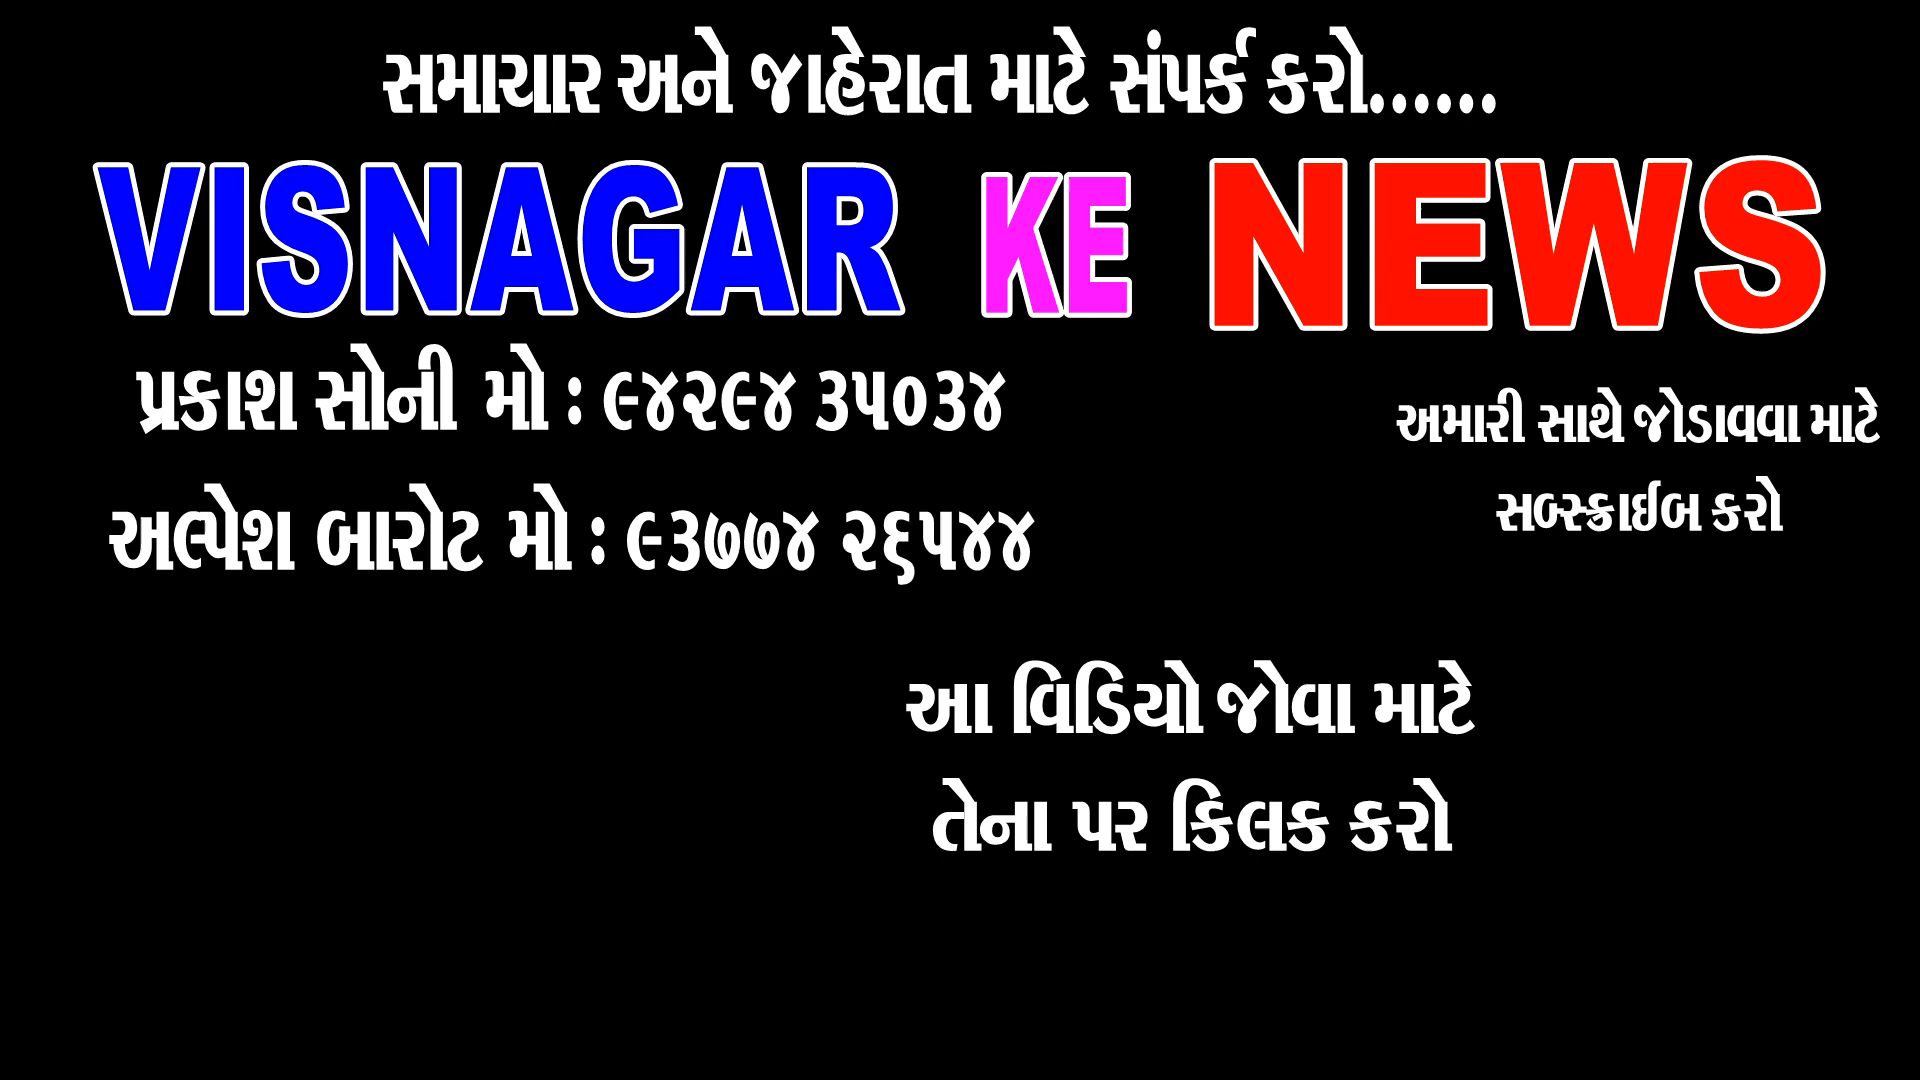 સમાચાર અને જાહેરાત માટે સંપર્ક કરો......
VISNAGAR KE NEWS
પ્રકાશ સોની મો : ૯૪૨૯૪ ૩૫૦૩૪
અલ્પેશ બારોટ મો : ૯૩૭૭૪ ૨૬૫૪૪
અમારી સાથે જોડાવવા માટે
સબ્સ્ક્રાઈબ કરો
આ વિડિયો જોવા માટે
તેના પર કિલક કરો